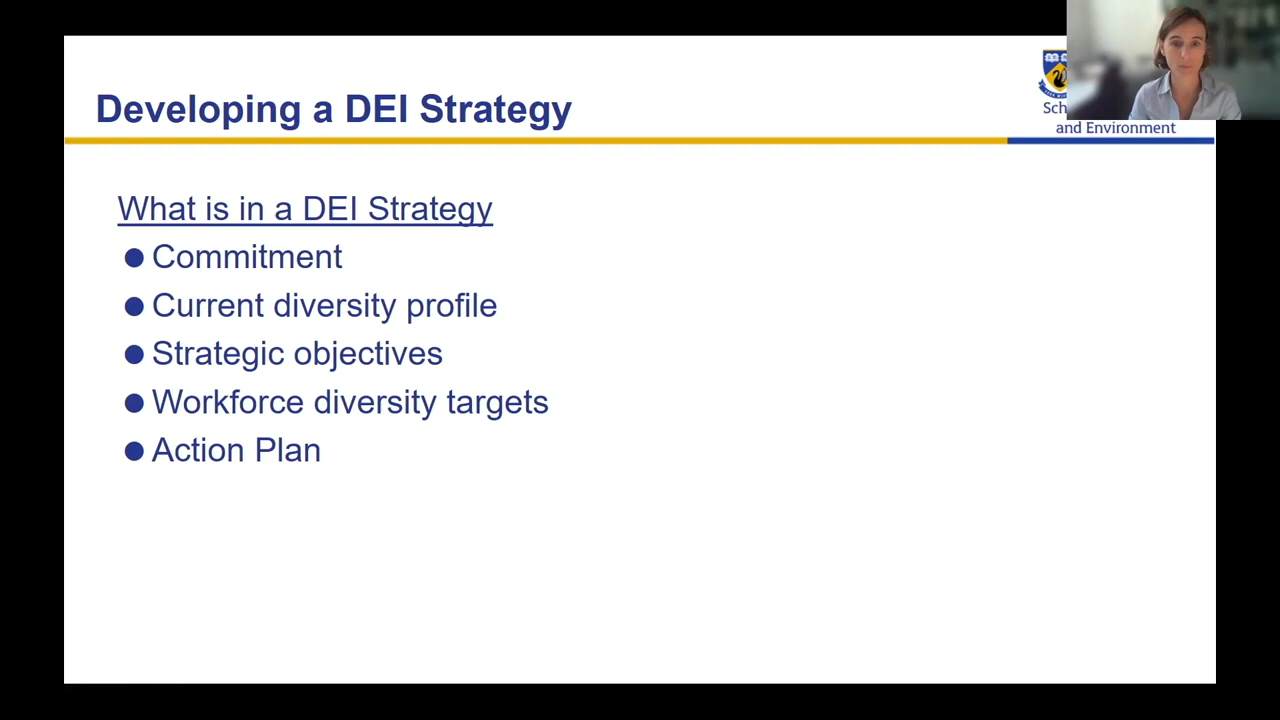 Developing a DEI Strategy
Sch
and Environment
What is in a DEI Strategy
● Commitment
● Current diversity profile
● Strategic objectives
● Workforce diversity targets
● Action Plan